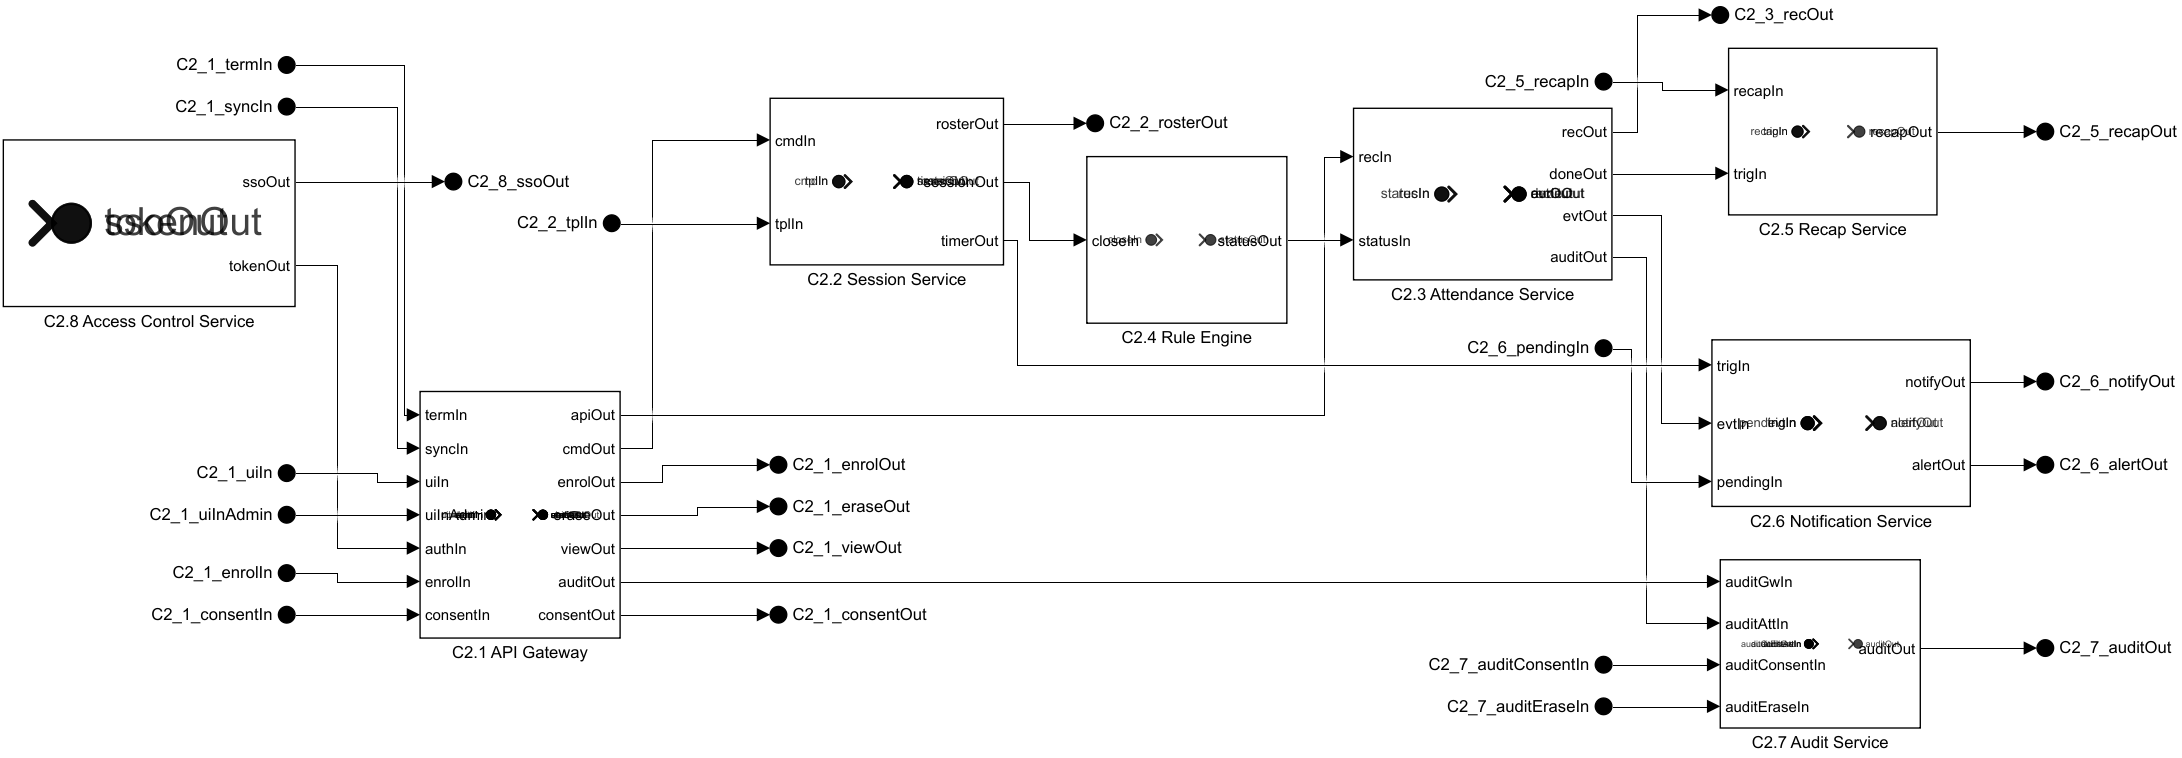 C2_3_recOut
C2_1_termIn
C2_5_recapIn
recapIn
C2_1_syncIn
rosterOut
C2_2_rosterOut
cmdIn
recOut
recapOut
C2_5_recapOut
recIn
doneOut
trigIn
ssoOut
C2_8_ssoOut
sessionOut
evtOut
C2_2_tplIn
tplIn
C2.5 Recap Service
timerOut
closeIn
statusOut
statusIn
auditOut
tokenOut
C2.2 Session Service
C2.3 Attendance Service
C2.8 Access Control Service
C2.4 Rule Engine
C2_6_pendingIn
trigIn
notifyOut
C2_6_notifyOut
termIn
apiOut
evtIn
syncIn
cmdOut
alertOut
C2_6_alertOut
C2_1_uiIn
uiIn
enrolOut
C2_1_enrolOut
pendingIn
C2_1_uiInAdmin
uiInAdmin
eraseOut
C2_1_eraseOut
C2.6 Notification Service
authIn
viewOut
C2_1_viewOut
C2_1_enrolIn
enrolIn
auditOut
auditGwIn
C2_1_consentIn
consentIn
consentOut
C2_1_consentOut
auditAttIn
C2.1 API Gateway
auditOut
C2_7_auditOut
C2_7_auditConsentIn
auditConsentIn
C2_7_auditEraseIn
auditEraseIn
C2.7 Audit Service